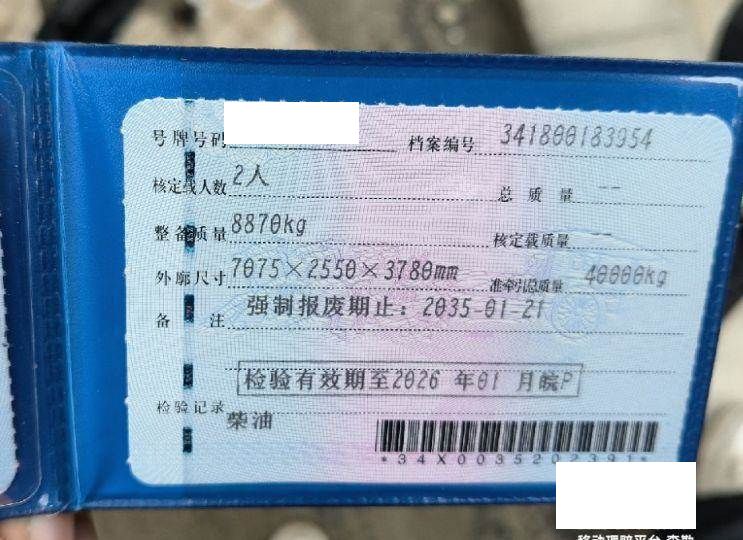 号牌号码 档案编号 341800183954
核定载人数 2人 总质量 --
整备质量 8870kg 核定载质量 --
外廓尺寸 7075×2550×3780mm 准牵引总质量 40000kg
备注 强制报废期止：2035-01-21
检验有效期至2026 年01 月皖P
检验记录
柴油
*34X0035202391*